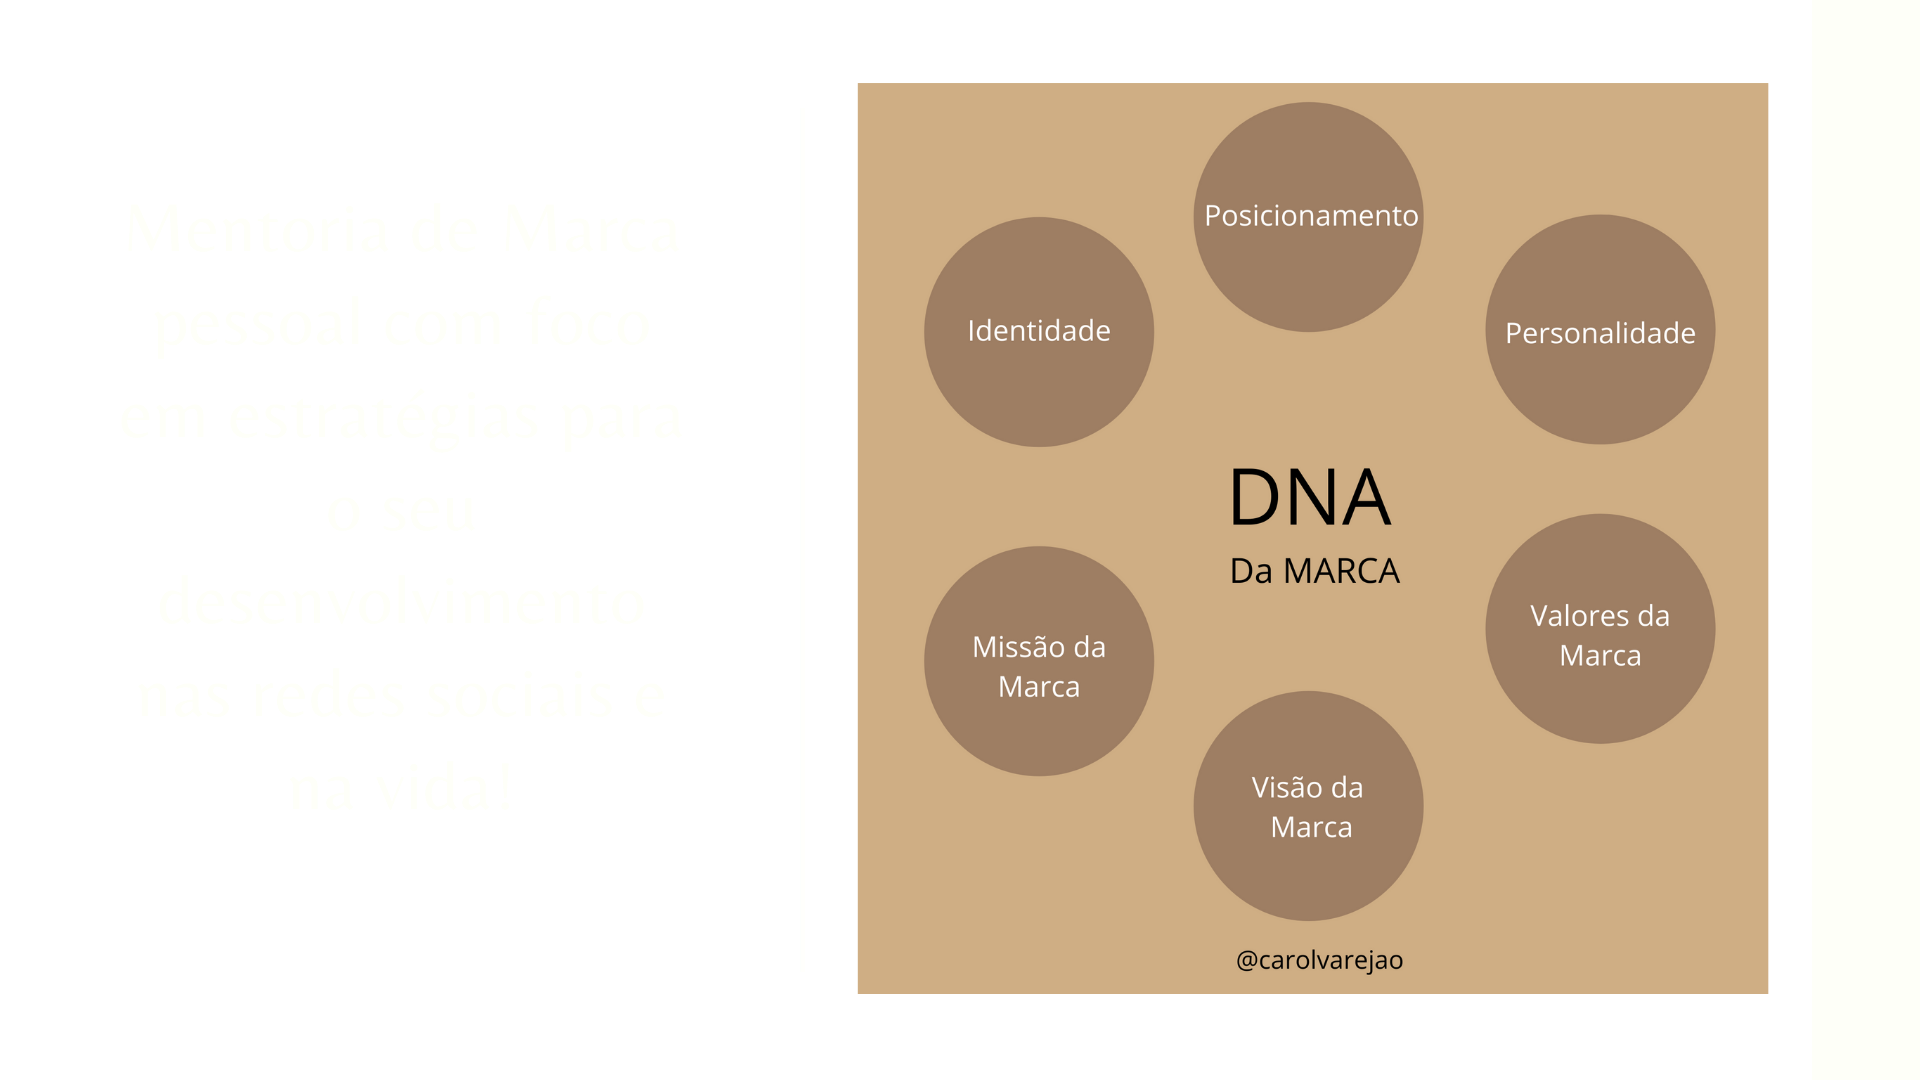 Mentoria de Marca
pessoal com foco
em estratégias para
o seu
desenvolvimento
nas redes sociais e
na vida!
Posicionamento
Identidade
Personalidade
DNA
Da MARCA
Valores da
Marca
Missão da
Marca
Visão da
Marca
@carolvarejao